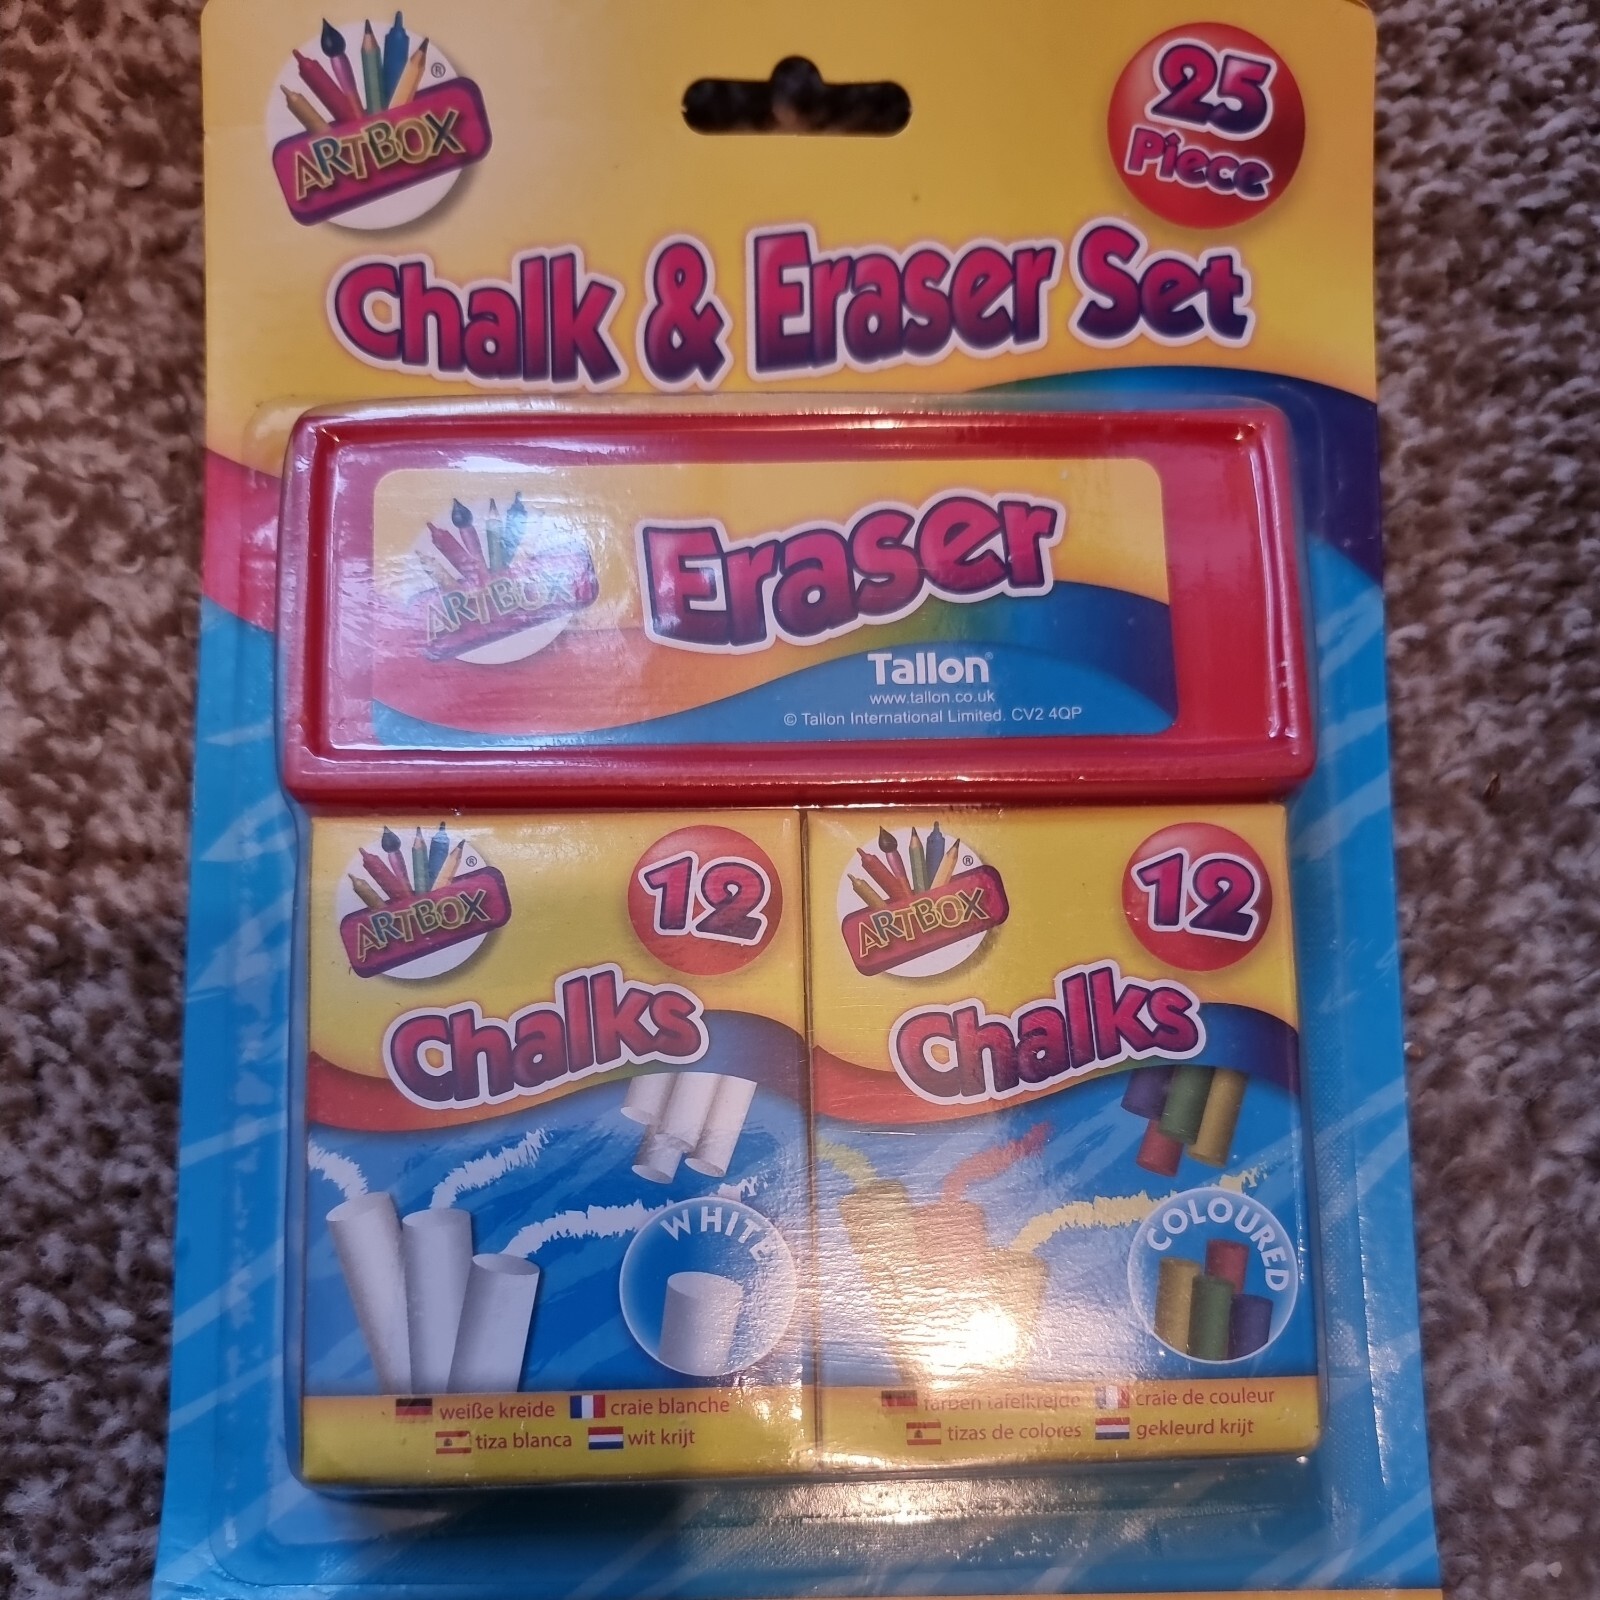 ARTBOX ®
25
Piece
Chalk & Eraser Set
ARTBOX
Eraser
Tallon®
www.tallon.co.uk
© Tallon International Limited. CV2 4QP
ARTBOX ®
12
Chalks
WHITE
weiße kreide craie blanche
tiza blanca wit krijt
ARTBOX ®
12
Chalks
COLOURED
farben tafelkreide craie de couleur
tizas de colores gekleurd krijt